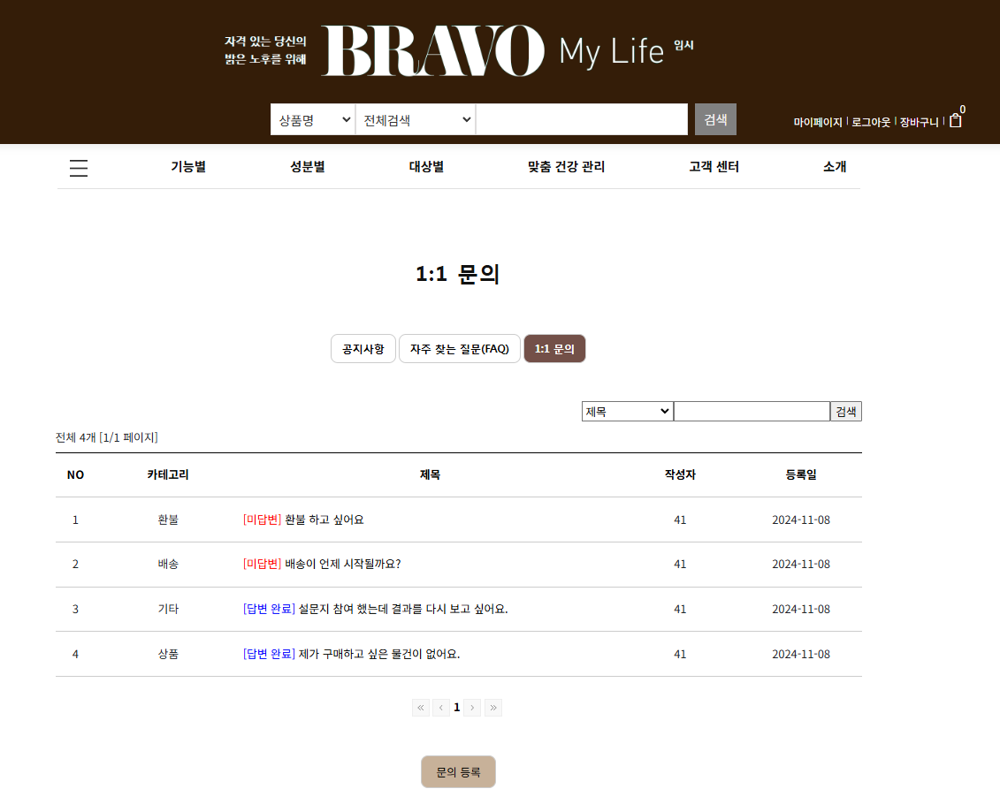 자격 있는 당신의
밝은 노후를 위해
BRAVO My Life 임시
상품명 전체검색 검색
0
마이페이지 | 로그아웃 | 장바구니 |
기능별 성분별 대상별 맞춤 건강 관리 고객 센터 소개
1:1 문의
공지사항 자주 찾는 질문(FAQ) 1:1 문의
제목 검색
전체 4개 [1/1 페이지]
NO 카테고리 제목 작성자 등록일
1 환불 [미답변] 환불 하고 싶어요 41 2024-11-08
2 배송 [미답변] 배송이 언제 시작될까요? 41 2024-11-08
3 기타 [답변 완료] 설문지 참여 했는데 결과를 다시 보고 싶어요. 41 2024-11-08
4 상품 [답변 완료] 제가 구매하고 싶은 물건이 없어요. 41 2024-11-08
« ‹ 1 › »
문의 등록